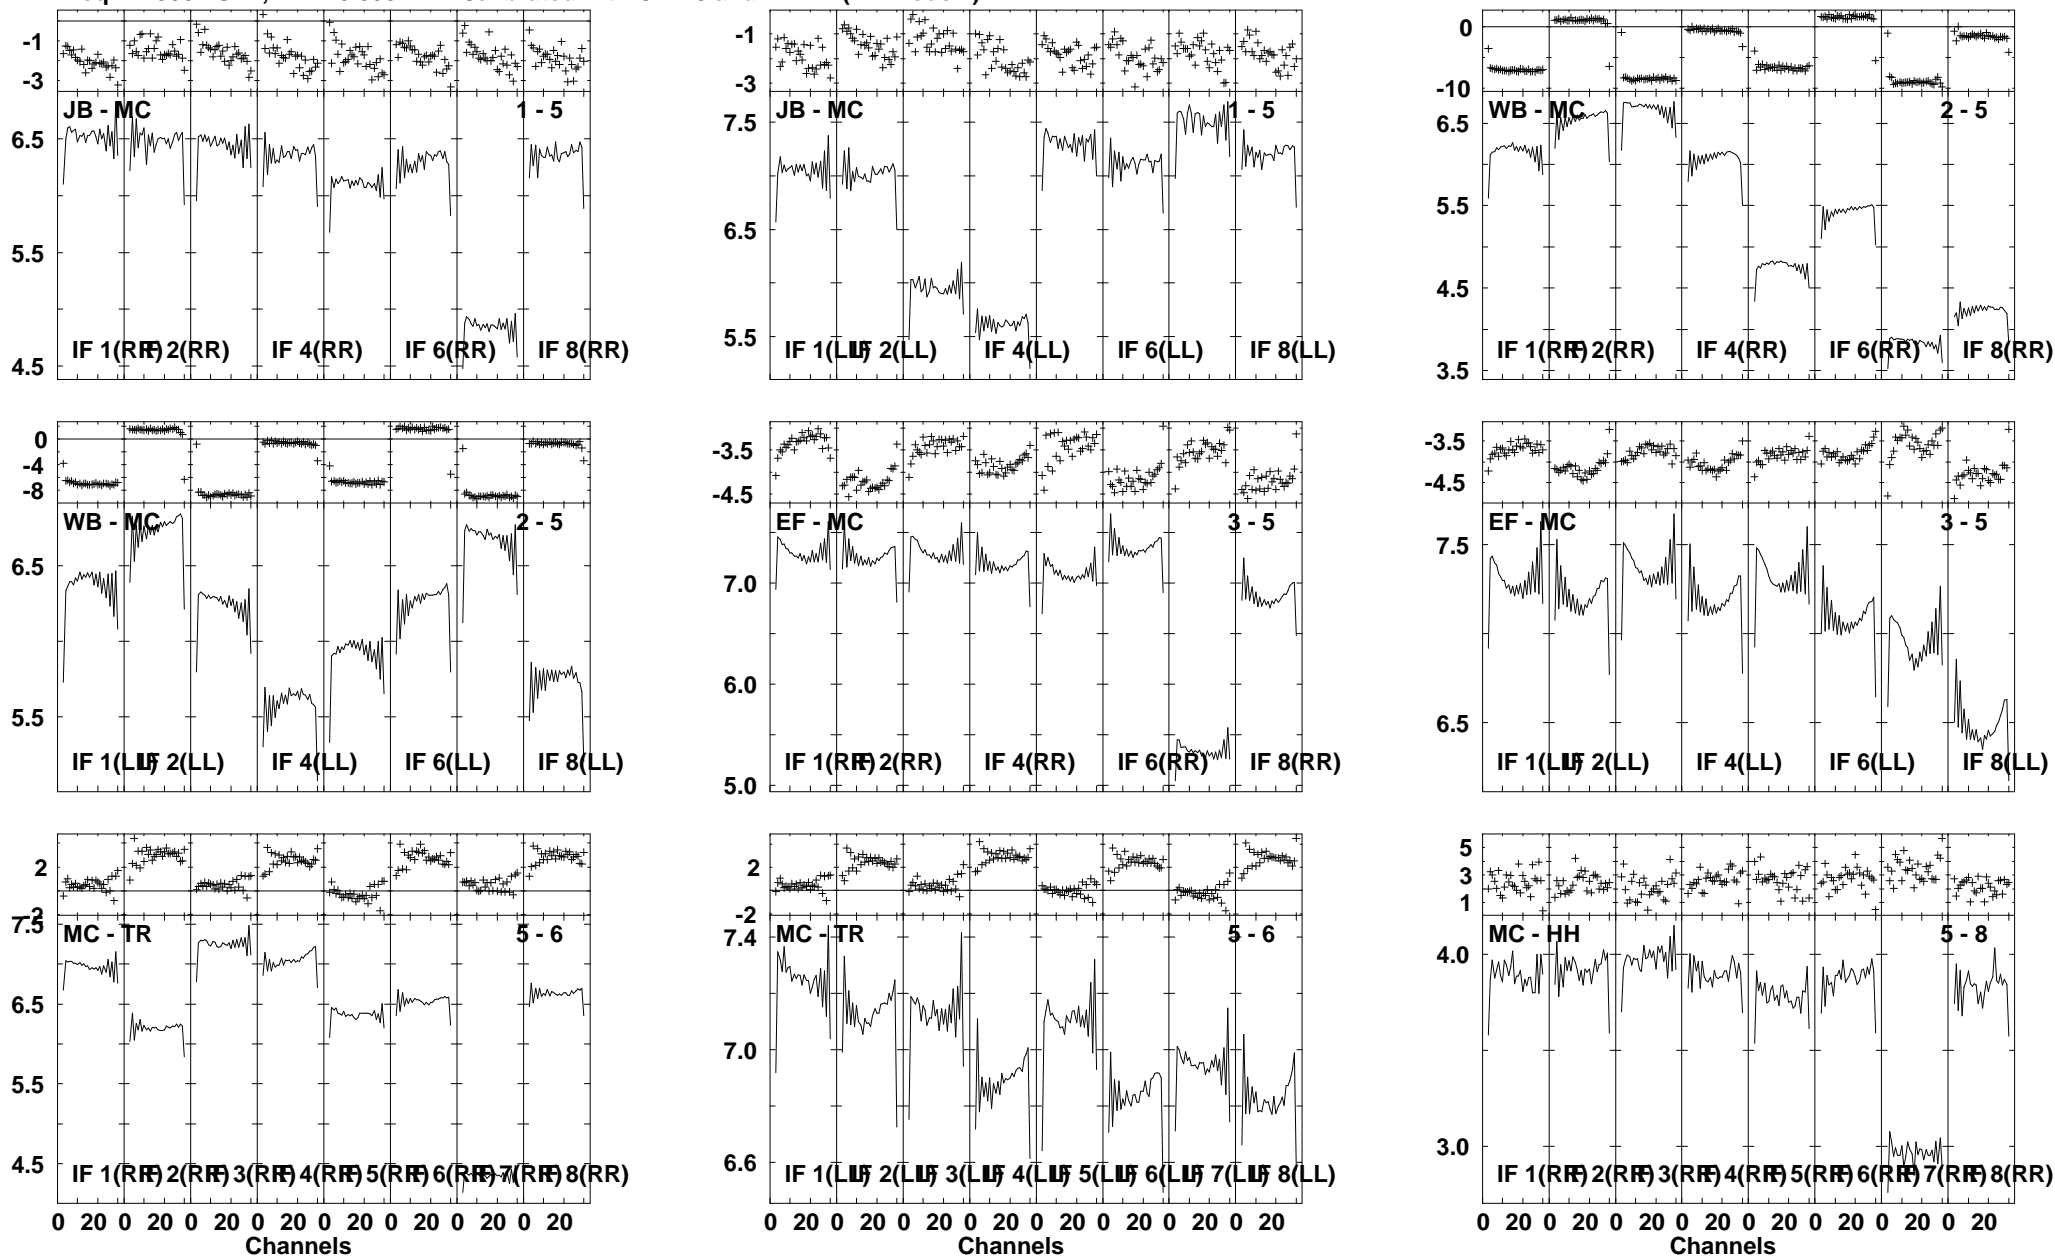 -1
-3
JB - MC 1 - 5
6.5
5.5
4.5
IF 1(RR) IF 2(RR) IF 4(RR) IF 6(RR) IF 8(RR)
-1
-3
JB - MC 1 - 5
7.5
6.5
5.5
IF 1(LL) IF 2(LL) IF 4(LL) IF 6(LL) IF 8(LL)
0
-10
WB - MC 2 - 5
6.5
5.5
4.5
3.5
IF 1(RR) IF 2(RR) IF 4(RR) IF 6(RR) IF 8(RR)
0
-4
-8
WB - MC 2 - 5
6.5
5.5
IF 1(LL) IF 2(LL) IF 4(LL) IF 6(LL) IF 8(LL)
-3.5
-4.5
EF - MC 3 - 5
7.0
6.0
5.0
IF 1(RR) IF 2(RR) IF 4(RR) IF 6(RR) IF 8(RR)
-3.5
-4.5
EF - MC 3 - 5
7.5
6.5
IF 1(LL) IF 2(LL) IF 4(LL) IF 6(LL) IF 8(LL)
2
7.5
MC - TR 5 - 6
6.5
5.5
4.5
IF 1(RR) IF 2(RR) IF 3(RR) IF 4(RR) IF 5(RR) IF 6(RR) IF 7(RR) IF 8(RR)
0 20 0 20 0 20 0 20 0 20 0 20 0 20 0 20
Channels
2
-2
MC - TR 5 - 6
7.4
7.0
6.6
IF 1(LL) IF 2(LL) IF 3(LL) IF 4(LL) IF 5(LL) IF 6(LL) IF 7(LL) IF 8(LL)
0 20 0 20 0 20 0 20 0 20 0 20 0 20 0 20
Channels
5
3
1
MC - HH 5 - 8
4.0
3.0
IF 1(RR) IF 2(RR) IF 3(RR) IF 4(RR) IF 5(RR) IF 6(RR) IF 7(RR) IF 8(RR)
0 20 0 20 0 20 0 20 0 20 0 20 0 20 0 20
Channels